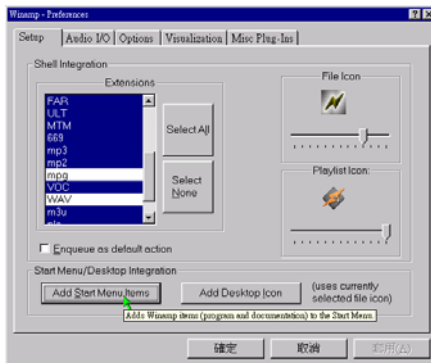 Winamp - Preferences
Setup Audio I/O Options Visualization Misc Plug-Ins
Shell Integration
Extensions
FAR
ULT
MTM
669
mp3
mp2
mpg
VOC
WAV
m3u
Select All
Select None
Enqueue as default action
File Icon
Playlist Icon:
Start Menu/Desktop Integration
Add Start Menu Items
Add Desktop Icon
(uses currently selected file icon)
Adds Winamp items (program and documentation) to the Start Menu.
確定 取消 套用(A)